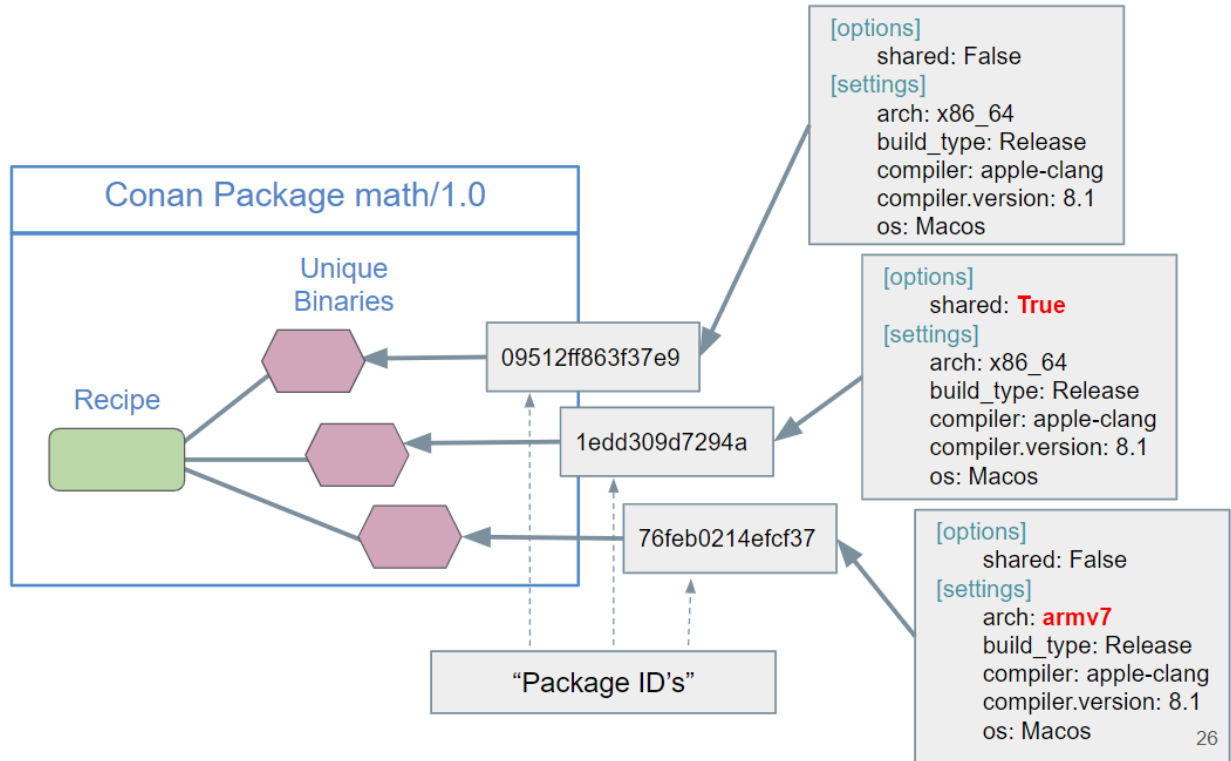 [options]
shared: False
[settings]
arch: x86_64
build_type: Release
compiler: apple-clang
compiler.version: 8.1
os: Macos
Conan Package math/1.0
Unique
Binaries
Recipe
09512ff863f37e9
1edd309d7294a
76feb0214efcf37
“Package ID’s”
[options]
shared: True
[settings]
arch: x86_64
build_type: Release
compiler: apple-clang
compiler.version: 8.1
os: Macos
[options]
shared: False
[settings]
arch: armv7
build_type: Release
compiler: apple-clang
compiler.version: 8.1
os: Macos
26